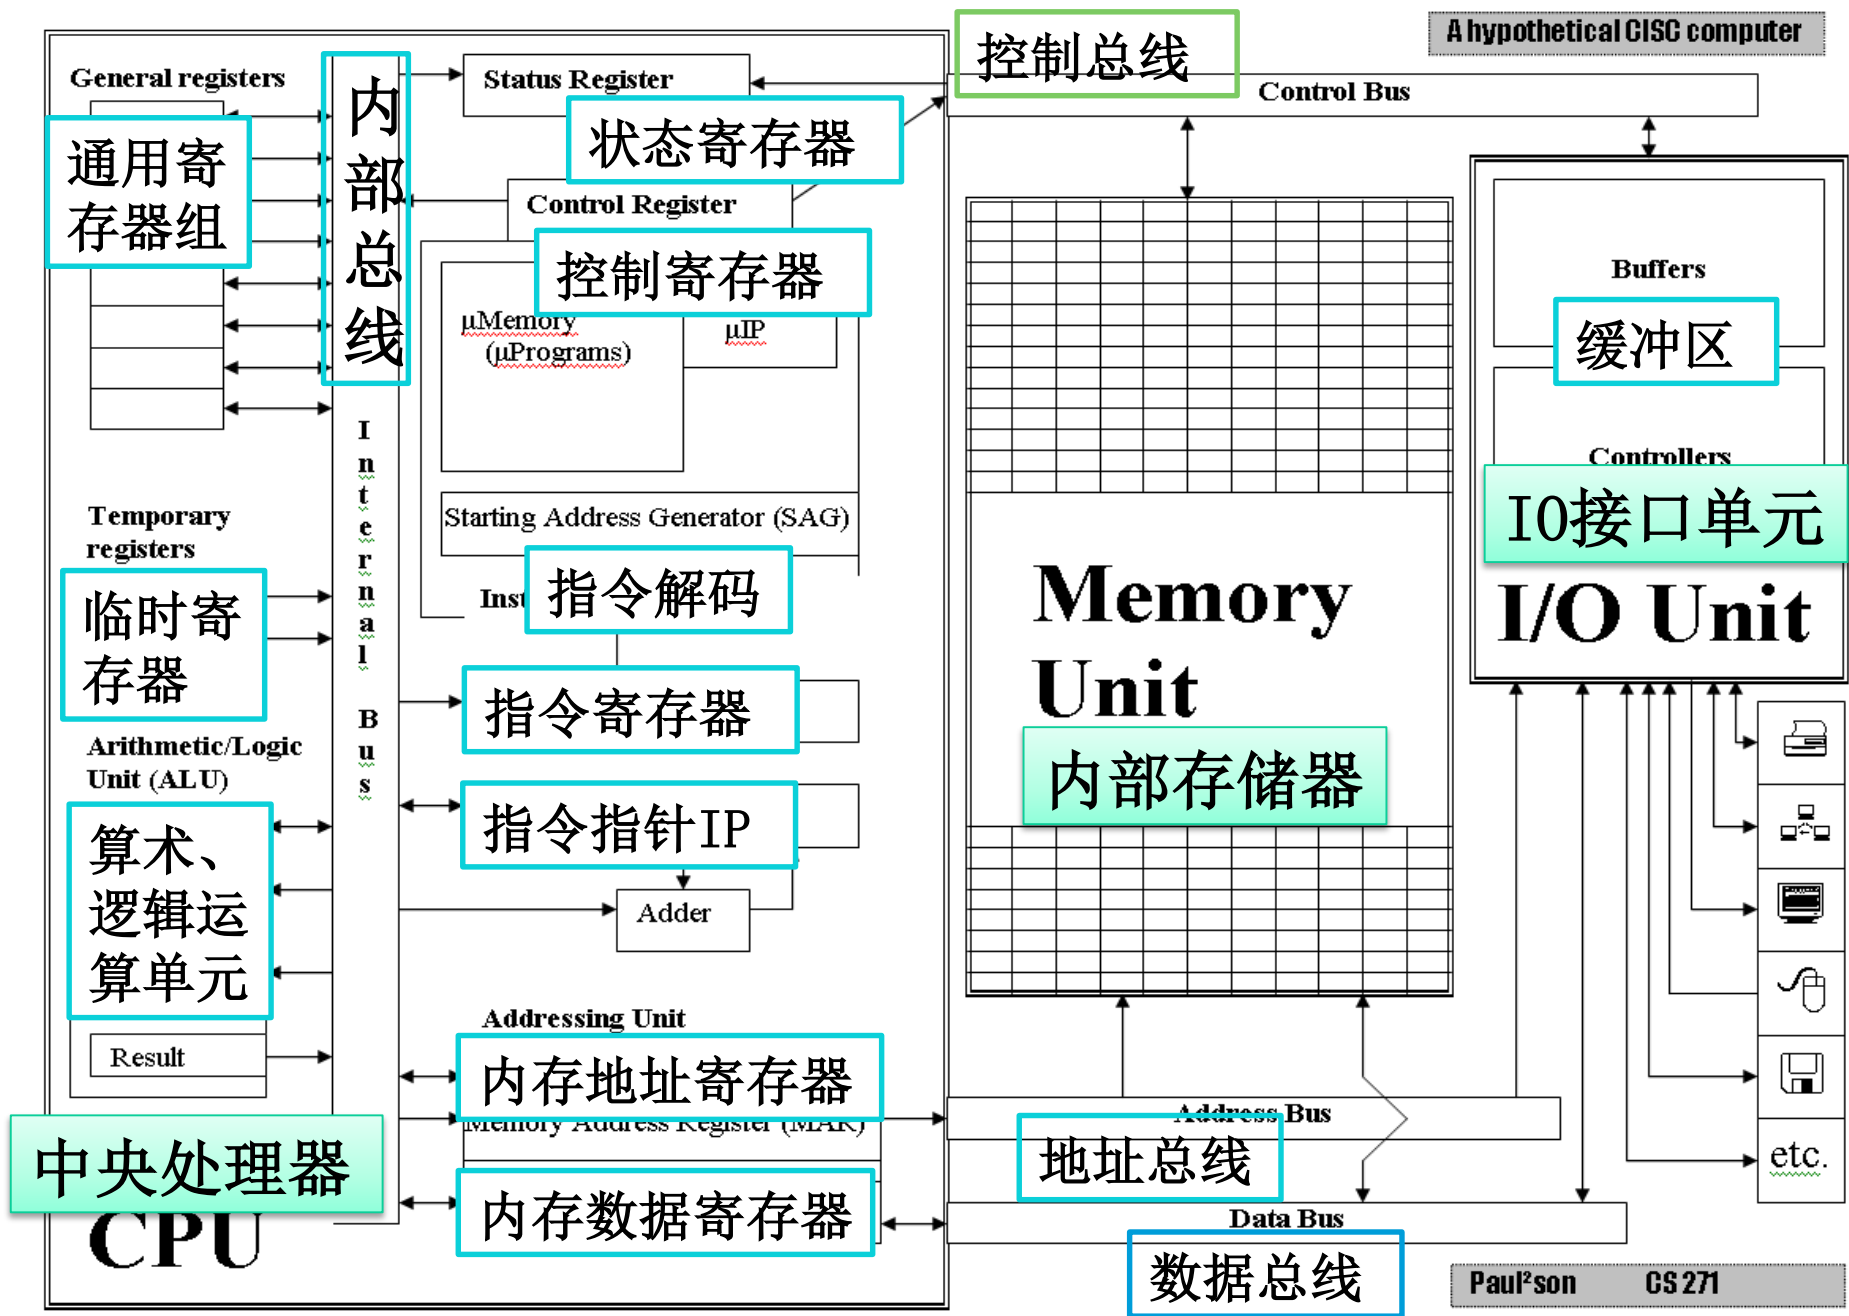 A hypothetical CISC computer
控制总线
Control Bus
General registers
通用寄
存器组
内
部
总
线
Internal
Bus
Status Register
状态寄存器
Control Register
控制寄存器
μMemory
(μPrograms)
μIP
Starting Address Generator (SAG)
指令解码
指令寄存器
指令指针IP
Adder
Temporary
registers
临时寄
存器
Arithmetic/Logic
Unit (ALU)
算术、
逻辑运
算单元
Result
Addressing Unit
内存地址寄存器
Memory Address Register (MAR)
内存数据寄存器
中央处理器
CPU
Memory
Unit
内部存储器
Buffers
缓冲区
Controllers
IO接口单元
I/O Unit
etc.
Address Bus
地址总线
Data Bus
数据总线
Paul²son CS 271